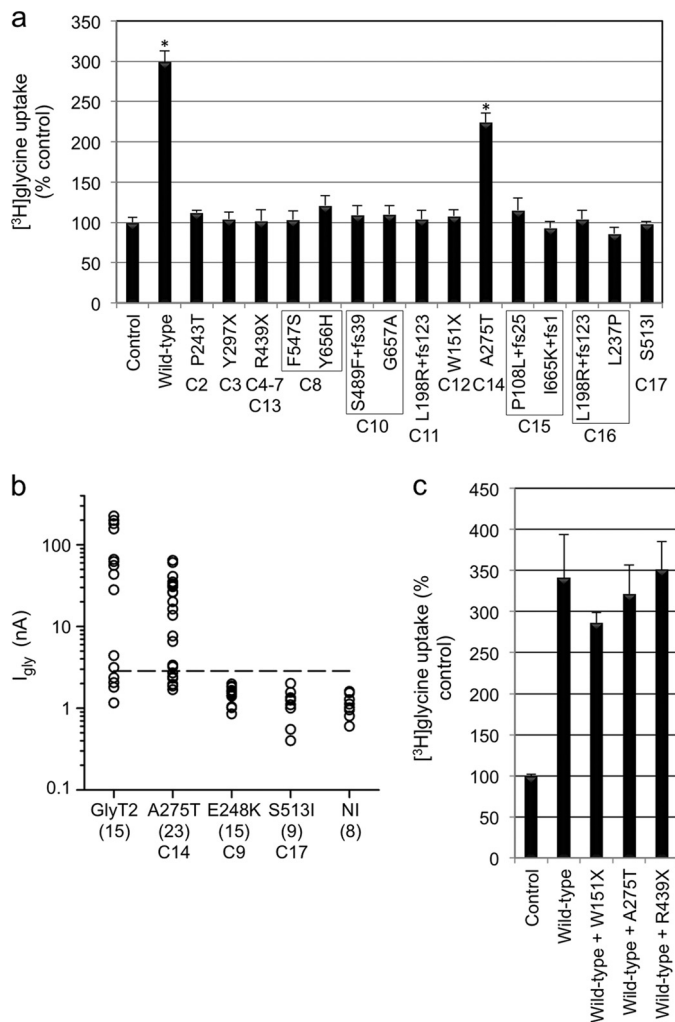 a
[³H]glycine uptake
(% control)
350
300
250
200
150
100
50
0
*
*
Control
Wild-type
P243T
Y297X
R439X
F547S
Y656H
S489F+fs39
G657A
L198R+fs123
W151X
A275T
P108L+fs25
I665K+fs1
L198R+fs123
L237P
S513I
C2
C3
C4-7
C13
C8
C10
C11
C12
C14
C15
C16
C17
b
I gly (nA)
100
10
1
0.1
GlyT2 A275T E248K S513I NI
(15) (23) (15) (9) (8)
C14 C9 C17
c
[³H]glycine uptake (%
control)
450
400
350
300
250
200
150
100
50
0
Control
Wild-type
Wild-type + W151X
Wild-type + A275T
Wild-type + R439X